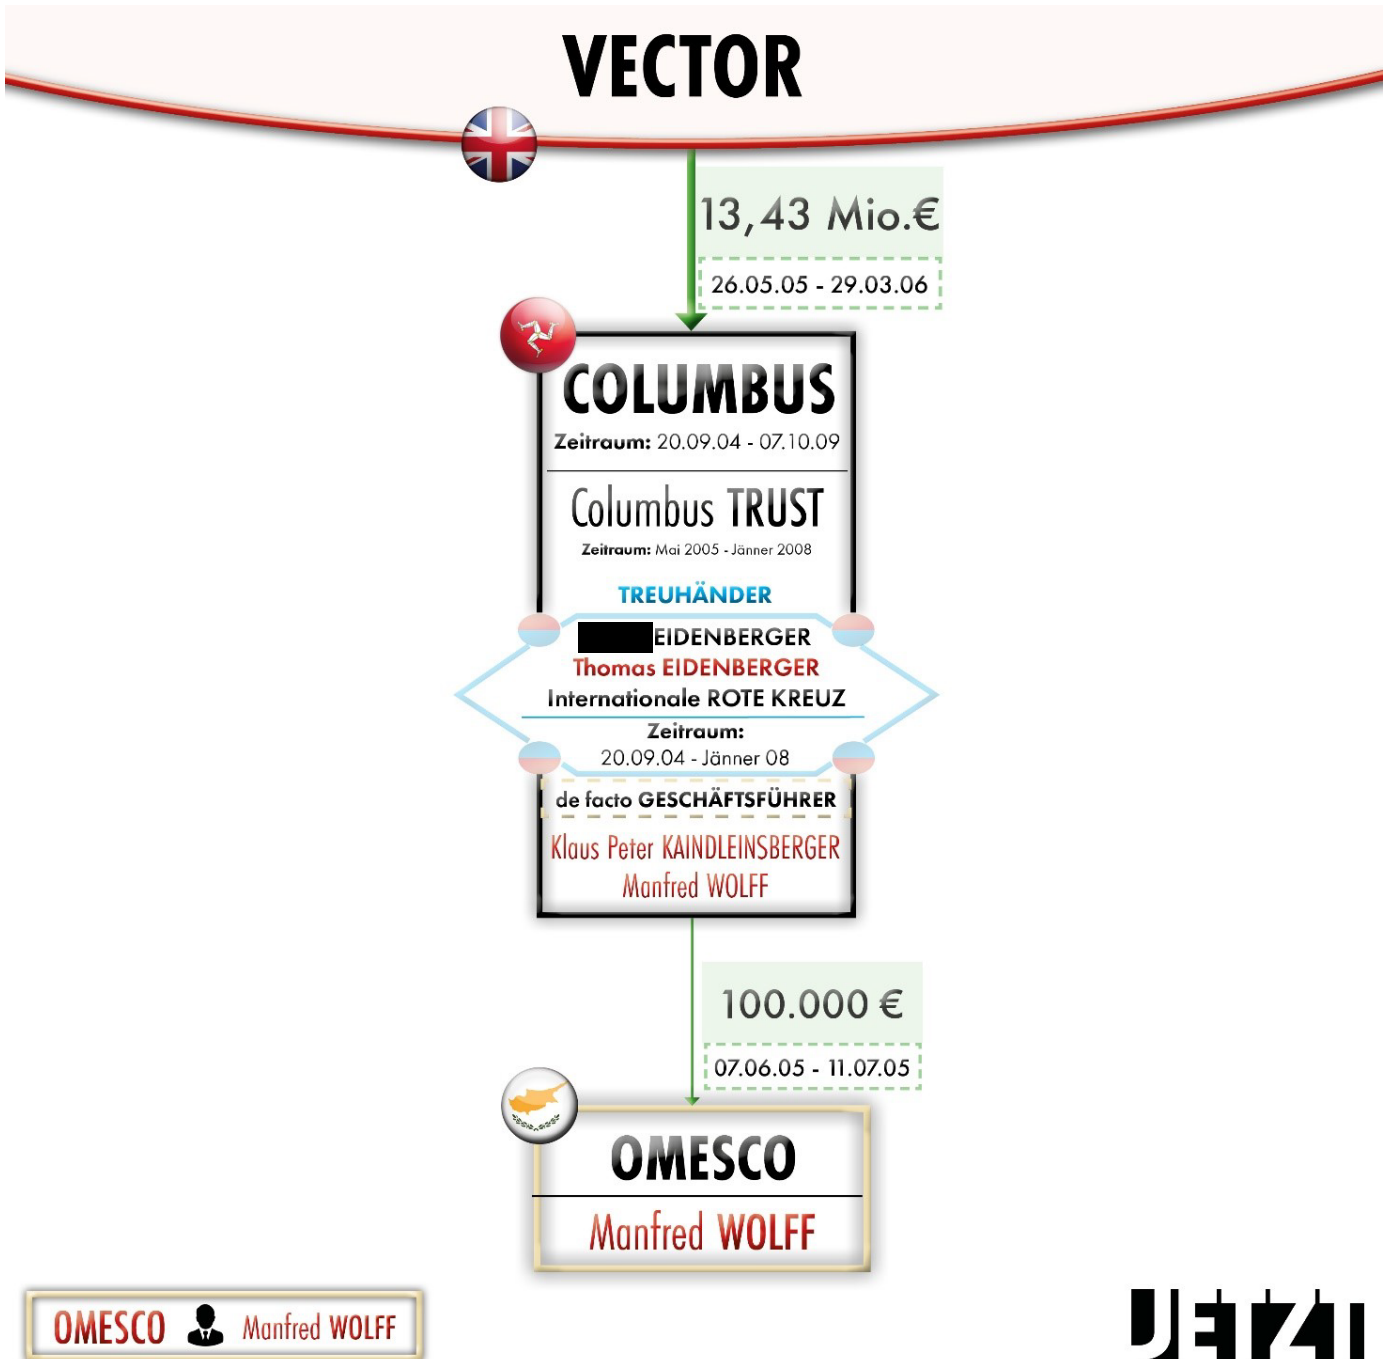 VECTOR
13,43 Mio.€
26.05.05 - 29.03.06
COLUMBUS
Zeitraum: 20.09.04 - 07.10.09
Columbus TRUST
Zeitraum: Mai 2005 - Jänner 2008
TREUHÄNDER
EIDENBERGER
Thomas EIDENBERGER
Internationale ROTE KREUZ
Zeitraum:
20.09.04 - Jänner 08
de facto GESCHÄFTSFÜHRER
Klaus Peter KAINDLEINSBERGER
Manfred WOLFF
100.000 €
07.06.05 - 11.07.05
OMESCO
Manfred WOLFF
OMESCO Manfred WOLFF
JETZT